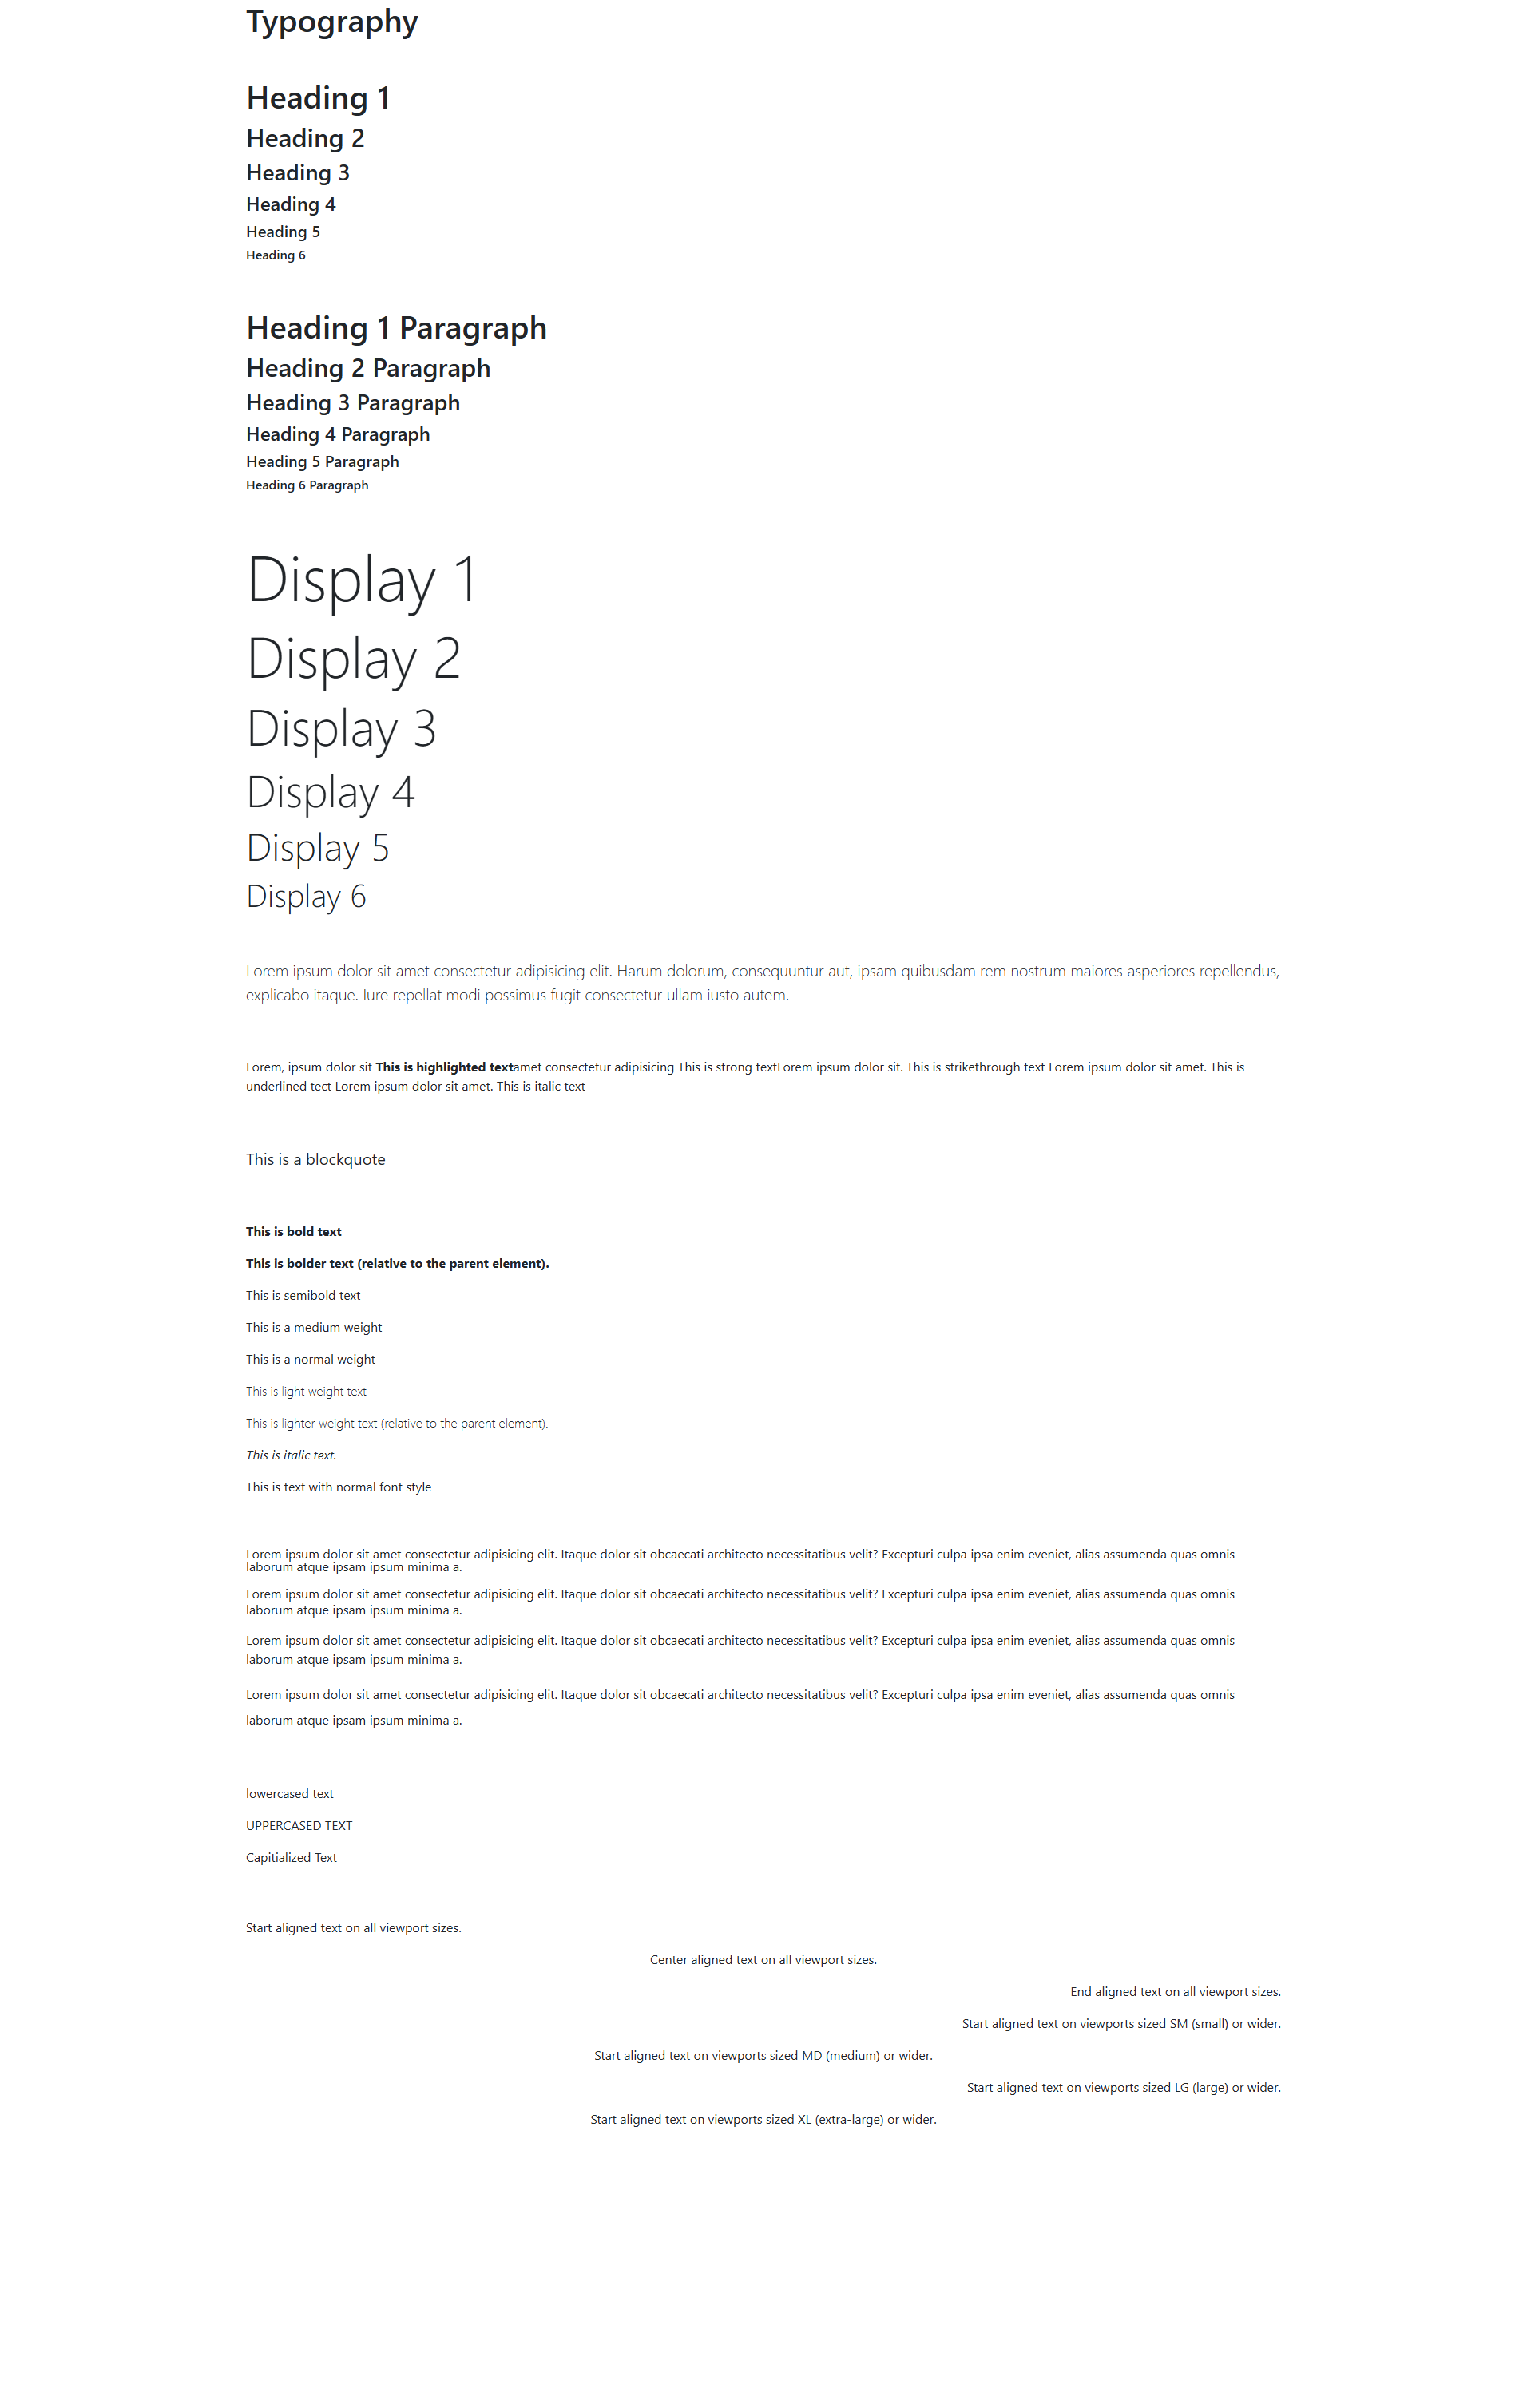 Typography
Heading 1
Heading 2
Heading 3
Heading 4
Heading 5
Heading 6
Heading 1 Paragraph
Heading 2 Paragraph
Heading 3 Paragraph
Heading 4 Paragraph
Heading 5 Paragraph
Heading 6 Paragraph
Display 1
Display 2
Display 3
Display 4
Display 5
Display 6
Lorem ipsum dolor sit amet consectetur adipisicing elit. Harum dolorum, consequuntur aut, ipsam quibusdam rem nostrum maiores asperiores repellendus,
explicabo itaque. Iure repellat modi possimus fugit consectetur ullam iusto autem.
Lorem, ipsum dolor sit This is highlighted textamet consectetur adipisicing This is strong textLorem ipsum dolor sit. This is strikethrough text Lorem ipsum dolor sit amet. This is
underlined tect Lorem ipsum dolor sit amet. This is italic text
This is a blockquote
This is bold text
This is bolder text (relative to the parent element).
This is semibold text
This is a medium weight
This is a normal weight
This is light weight text
This is lighter weight text (relative to the parent element).
This is italic text.
This is text with normal font style
Lorem ipsum dolor sit amet consectetur adipisicing elit. Itaque dolor sit obcaecati architecto necessitatibus velit? Excepturi culpa ipsa enim eveniet, alias assumenda quas omnis
laborum atque ipsam ipsum minima a.
Lorem ipsum dolor sit amet consectetur adipisicing elit. Itaque dolor sit obcaecati architecto necessitatibus velit? Excepturi culpa ipsa enim eveniet, alias assumenda quas omnis
laborum atque ipsam ipsum minima a.
Lorem ipsum dolor sit amet consectetur adipisicing elit. Itaque dolor sit obcaecati architecto necessitatibus velit? Excepturi culpa ipsa enim eveniet, alias assumenda quas omnis
laborum atque ipsam ipsum minima a.
Lorem ipsum dolor sit amet consectetur adipisicing elit. Itaque dolor sit obcaecati architecto necessitatibus velit? Excepturi culpa ipsa enim eveniet, alias assumenda quas omnis
laborum atque ipsam ipsum minima a.
lowercased text
UPPERCASED TEXT
Capitialized Text
Start aligned text on all viewport sizes.
Center aligned text on all viewport sizes.
End aligned text on all viewport sizes.
Start aligned text on viewports sized SM (small) or wider.
Start aligned text on viewports sized MD (medium) or wider.
Start aligned text on viewports sized LG (large) or wider.
Start aligned text on viewports sized XL (extra-large) or wider.